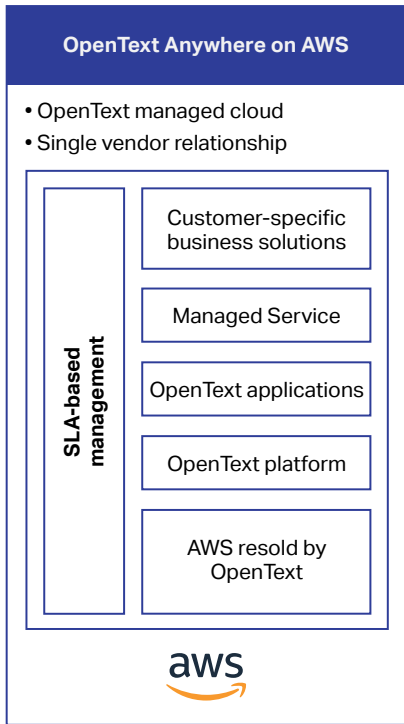 OpenText Anywhere on AWS
• OpenText managed cloud
• Single vendor relationship
SLA-based
management
Customer-specific
business solutions
Managed Service
OpenText applications
OpenText platform
AWS resold by
OpenText
aws